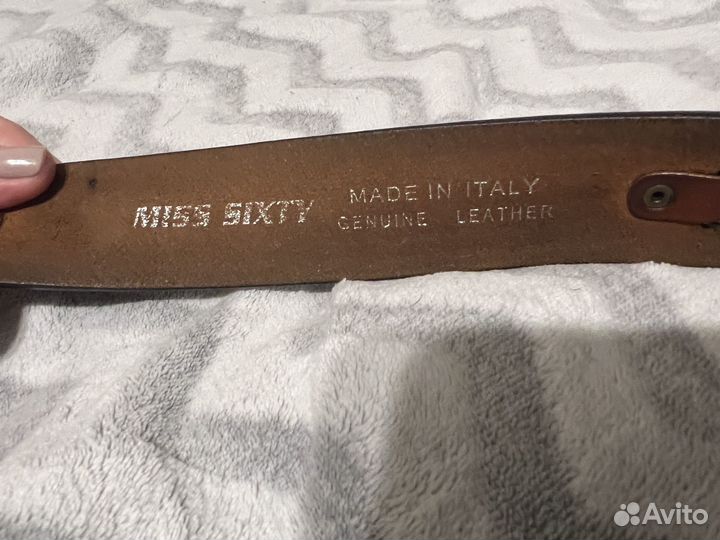 MISS SIXTY
MADE IN ITALY
GENUINE LEATHER
Avito